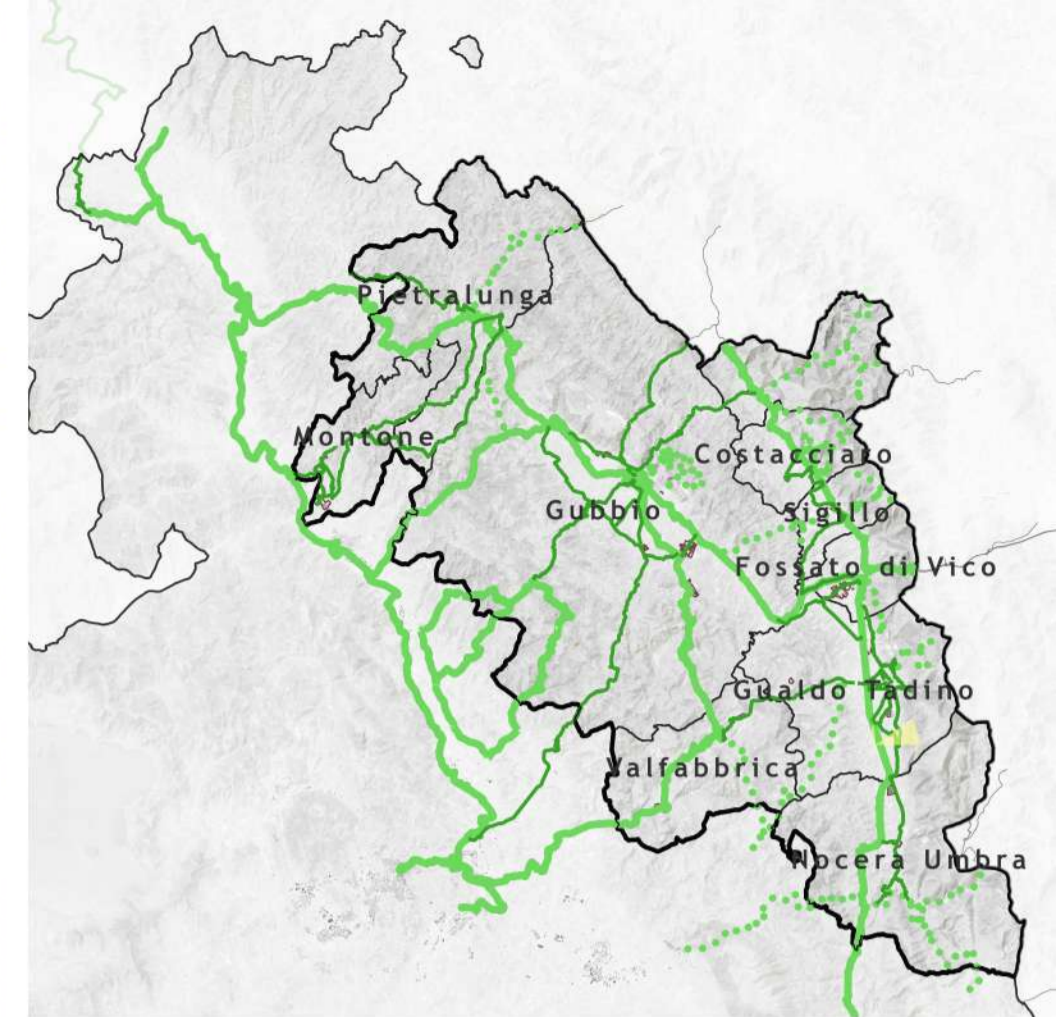 Pietralunga
Montone
Costacciaro
Gubbio
Sigillo
Fossato di Vico
Gualdo Tadino
Valfabbrica
Nocera Umbra